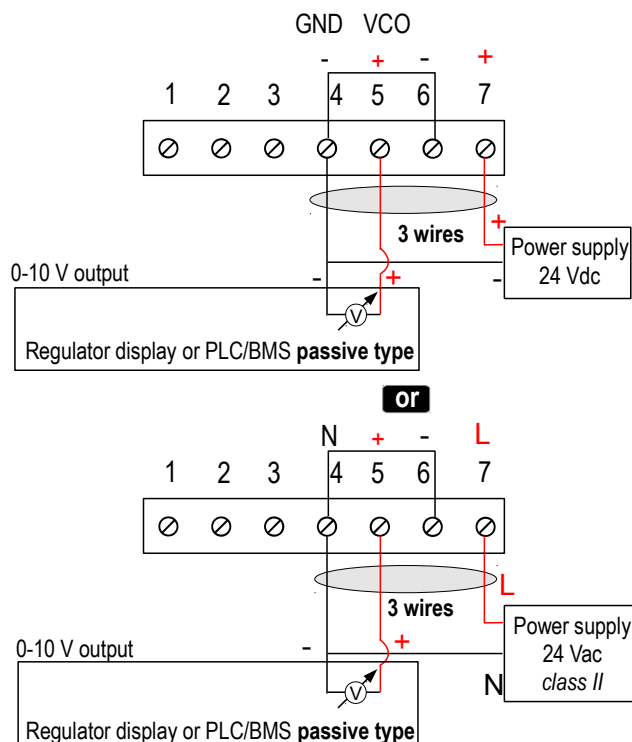 GND VCO
- + - +
1 2 3 4 5 6 7
3 wires
+
Power supply
24 Vdc
-
0-10 V output
- +
V
Regulator display or PLC/BMS passive type
or
N + - L
1 2 3 4 5 6 7
L
3 wires
Power supply
24 Vac
class II
N
0-10 V output
- +
V
Regulator display or PLC/BMS passive type